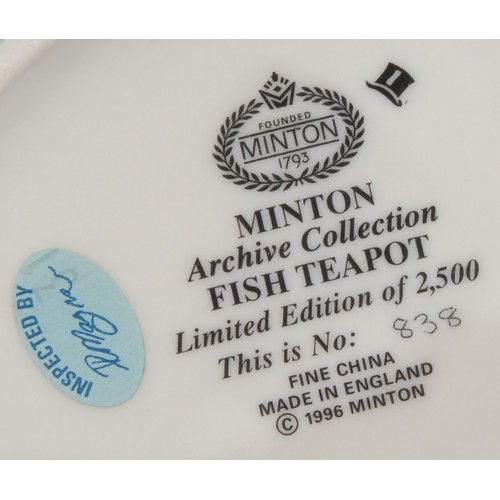 FOUNDED
MINTON
1793
MINTON
Archive Collection
FISH TEAPOT
Limited Edition of 2,500
This is No: 838
FINE CHINA
MADE IN ENGLAND
© 1996 MINTON
INSPECTED BY